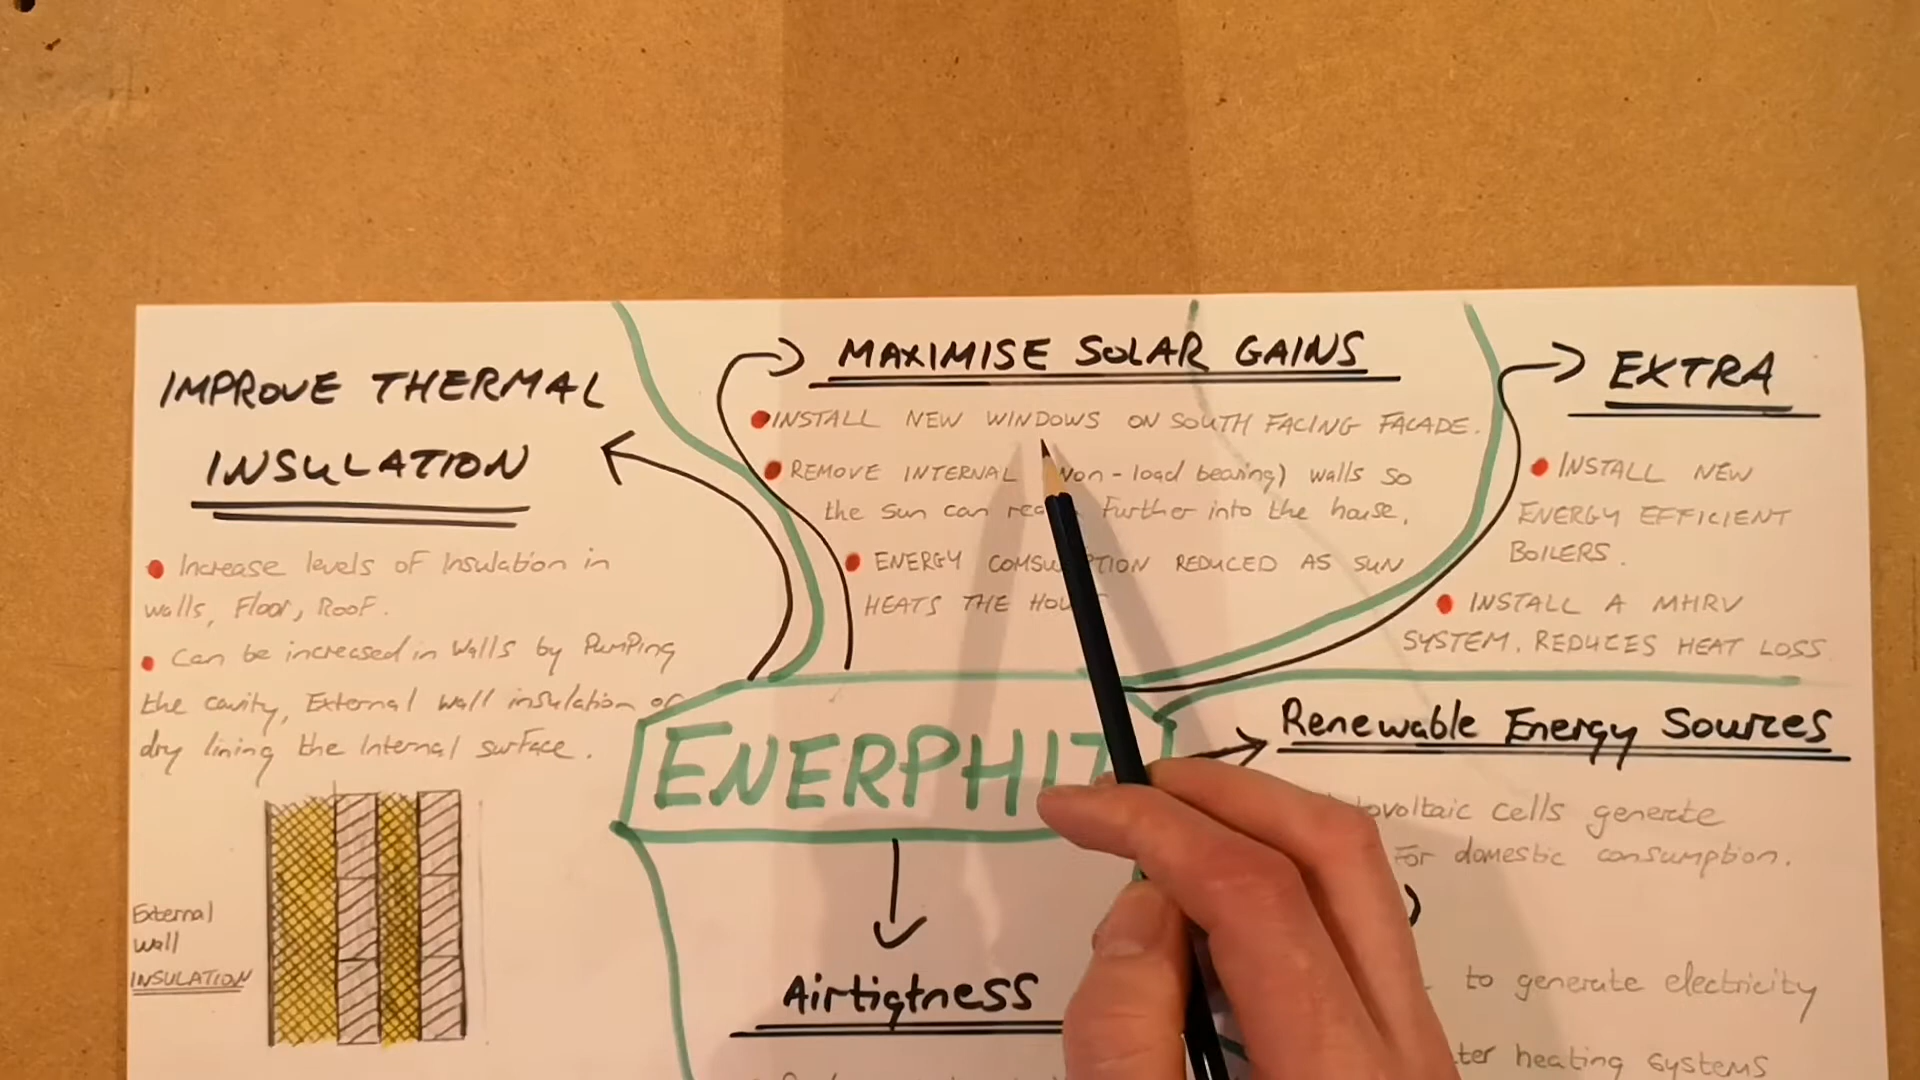 IMPROVE THERMAL
INSULATION
Increase levels of Insulation in
walls, Floor, Roof.
Can be increased in Walls by Pumping
the cavity, External wall insulation or
dry lining the Internal surface.
External
wall
INSULATION
MAXIMISE SOLAR GAINS
INSTALL NEW WINDOWS ON SOUTH FACING FACADE.
REMOVE INTERNAL (Non-load bearing) walls so
the sun can reach further into the house.
ENERGY COMSUMPTION REDUCED AS SUN
HEATS THE HOUSE
EXTRA
INSTALL NEW
ENERGY EFFICIENT
BOILERS.
INSTALL A MHRV
SYSTEM. REDUCES HEAT LOSS
ENERPHIT
Renewable Energy Sources
cells generate
For domestic consumption.
to generate electricity
heating systems
Airtigtness